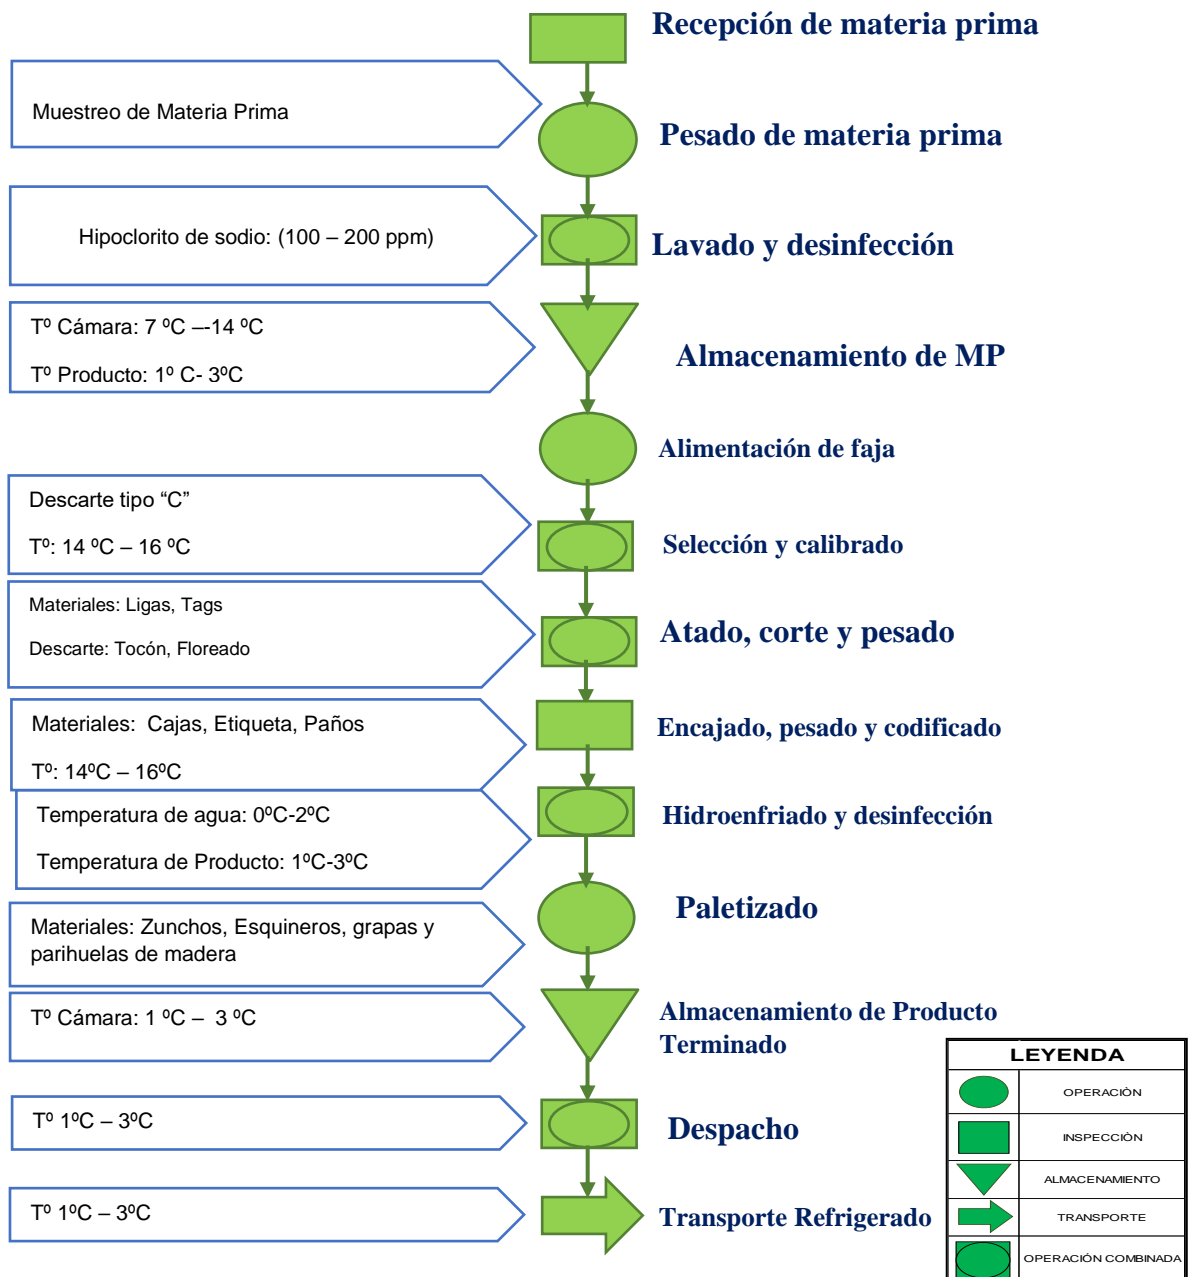 Recepción de materia prima
Muestreo de Materia Prima
Pesado de materia prima
Hipoclorito de sodio: (100 – 200 ppm)
Lavado y desinfección
Tº Cámara: 7 ºC –-14 ºC
Tº Producto: 1º C- 3ºC
Almacenamiento de MP
Alimentación de faja
Descarte tipo “C”
Tº: 14 ºC – 16 ºC
Selección y calibrado
Materiales: Ligas, Tags
Descarte: Tocón, Floreado
Atado, corte y pesado
Materiales: Cajas, Etiqueta, Paños
Tº: 14ºC – 16ºC
Encajado, pesado y codificado
Temperatura de agua: 0ºC-2ºC
Temperatura de Producto: 1ºC-3ºC
Hidroenfriado y desinfección
Paletizado
Materiales: Zunchos, Esquineros, grapas y
parihuelas de madera
Tº Cámara: 1 ºC – 3 ºC
Almacenamiento de Producto
Terminado
Tº 1ºC – 3ºC
Despacho
Tº 1ºC – 3ºC
Transporte Refrigerado
LEYENDA
OPERACIÒN
INSPECCIÒN
ALMACENAMIENTO
TRANSPORTE
OPERACIÓN COMBINADA